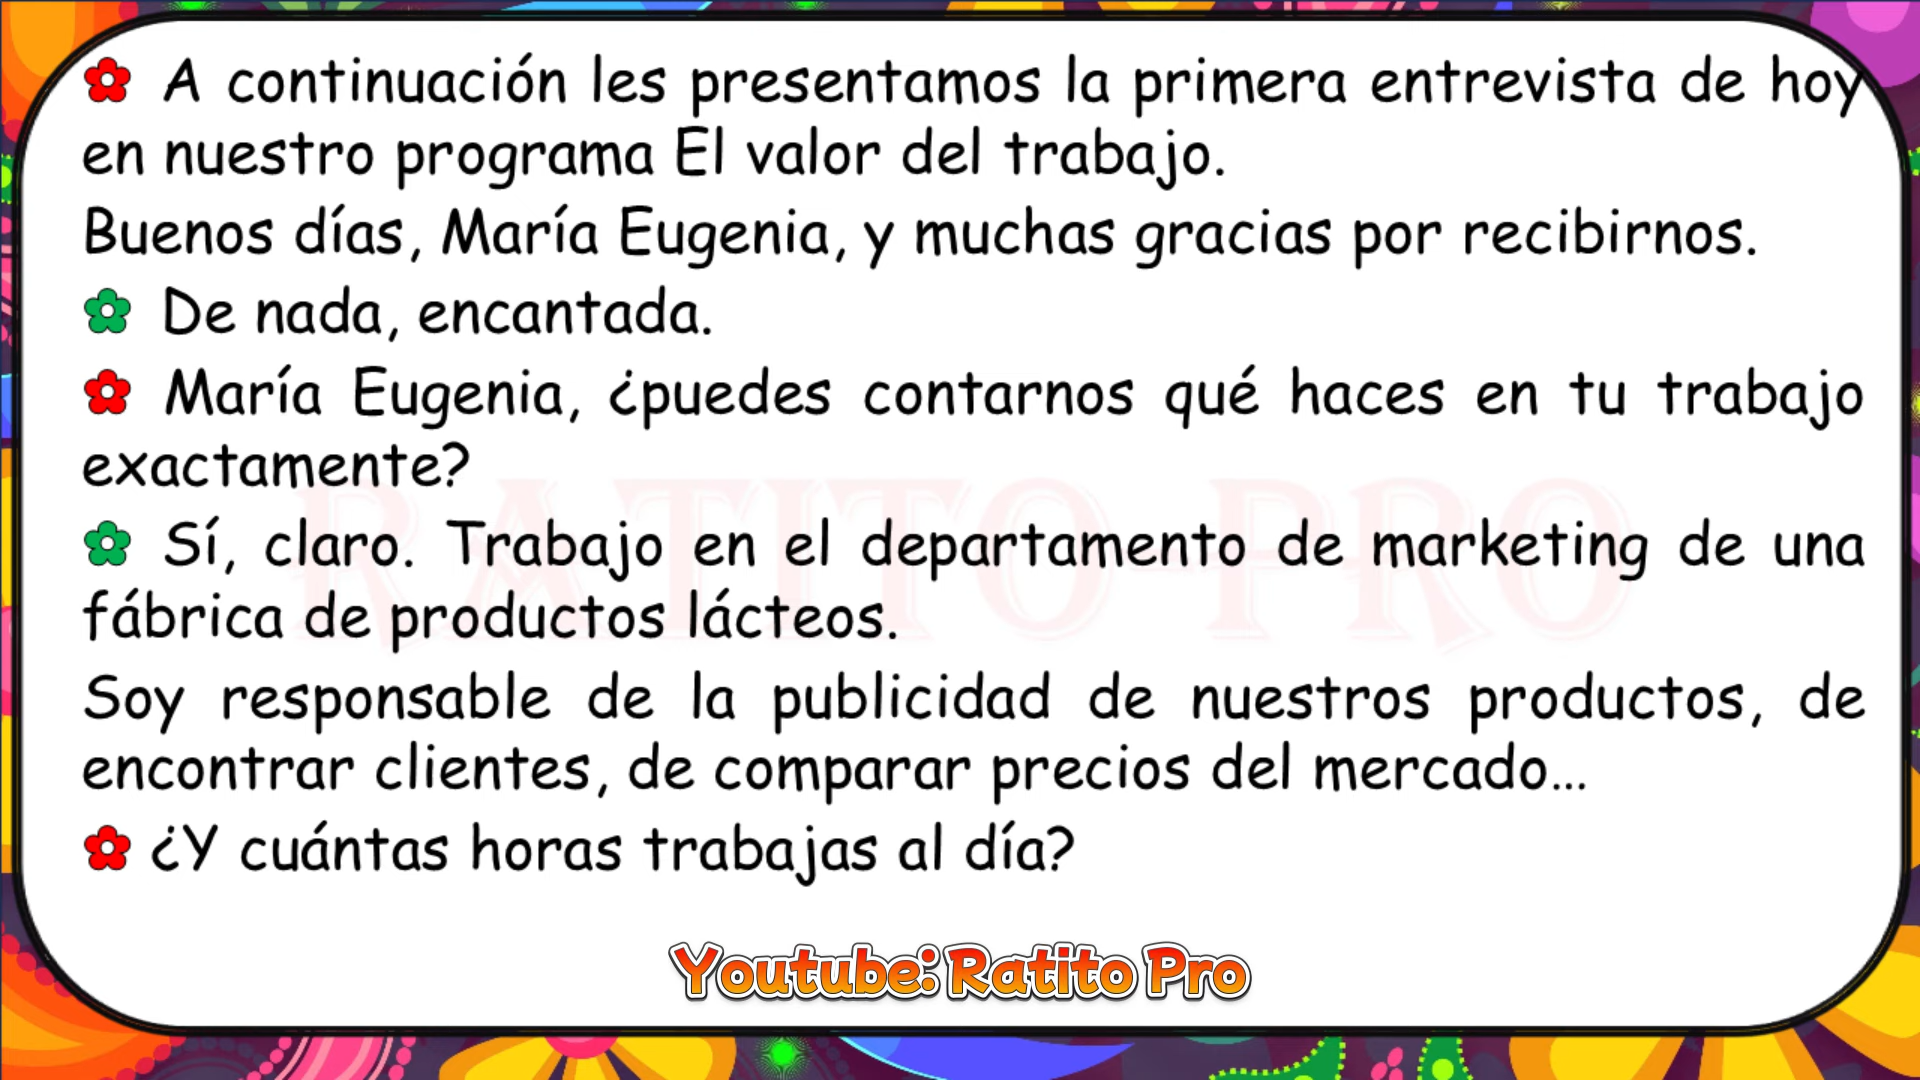 A continuación les presentamos la primera entrevista de hoy
en nuestro programa El valor del trabajo.
Buenos días, María Eugenia, y muchas gracias por recibirnos.
De nada, encantada.
María Eugenia, ¿puedes contarnos qué haces en tu trabajo
exactamente?
Sí, claro. Trabajo en el departamento de marketing de una
fábrica de productos lácteos.
Soy responsable de la publicidad de nuestros productos, de
encontrar clientes, de comparar precios del mercado...
¿Y cuántas horas trabajas al día?
RATITO PRO
Youtube: Ratito Pro